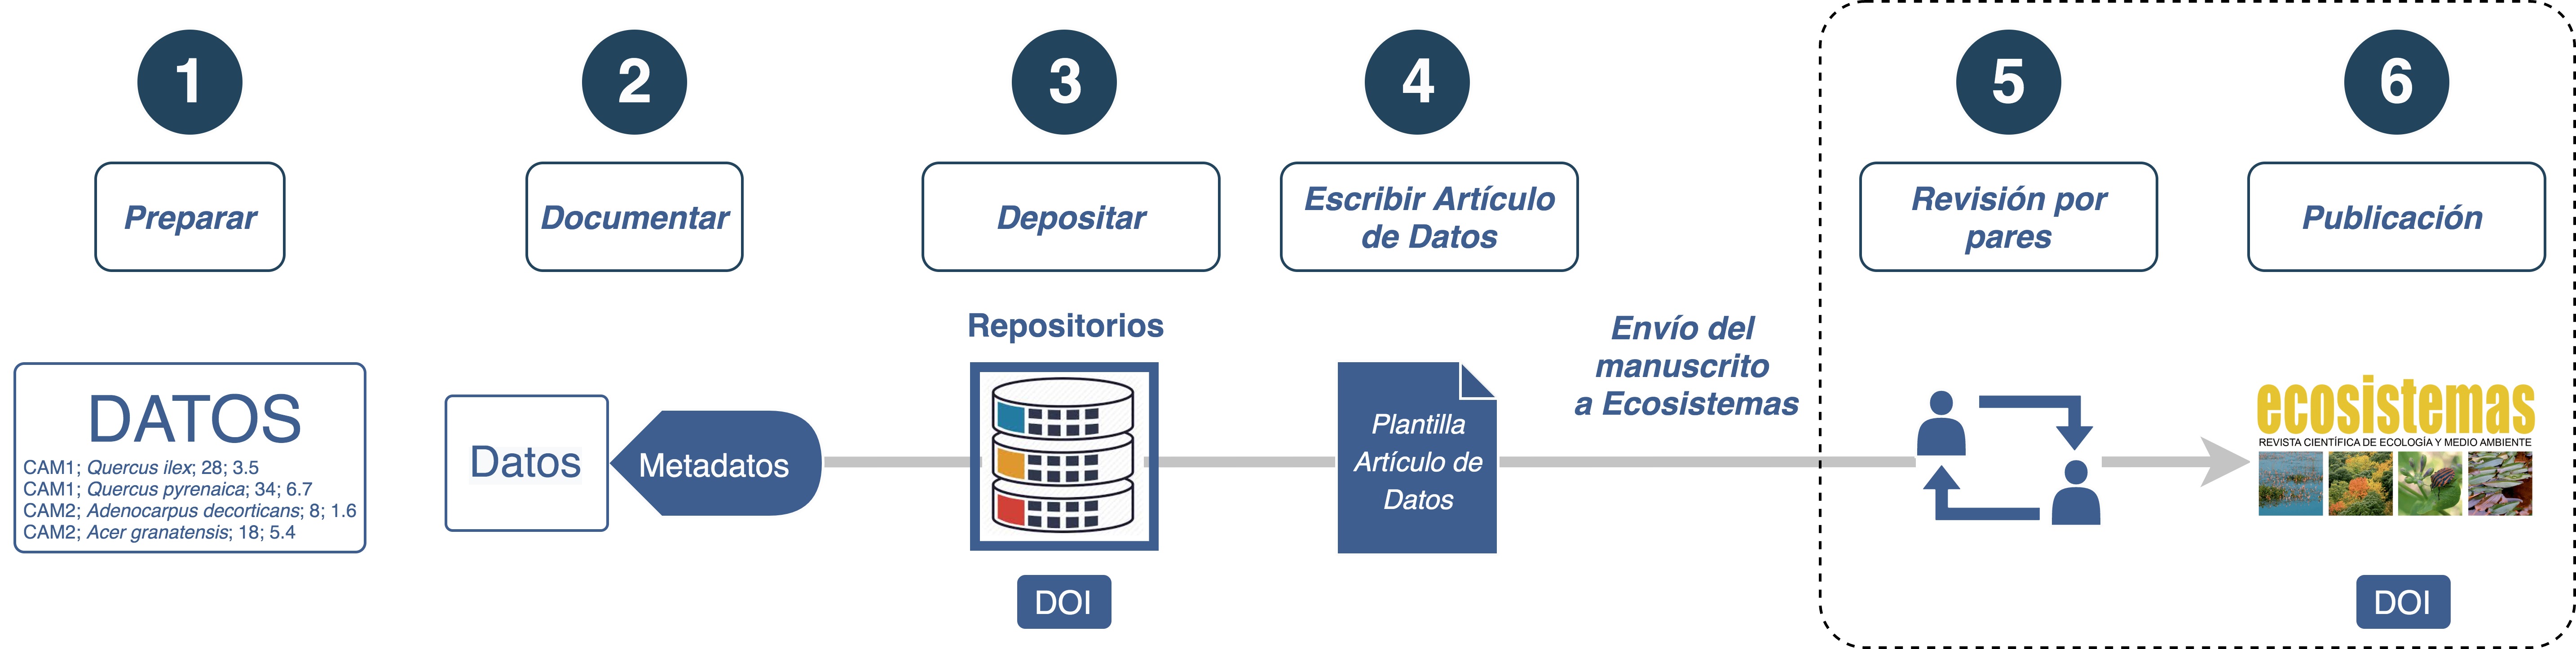 1
Preparar
DATOS
CAM1; Quercus ilex; 28; 3.5
CAM1; Quercus pyrenaica; 34; 6.7
CAM2; Adenocarpus decorticans; 8; 1.6
CAM2; Acer granatensis; 18; 5.4
2
Documentar
Datos
Metadatos
3
Depositar
Repositorios
DOI
4
Escribir Artículo
de Datos
Plantilla
Artículo de
Datos
Envío del
manuscrito
a Ecosistemas
5
Revisión por
pares
6
Publicación
ecosistemas
REVISTA CIENTÍFICA DE ECOLOGÍA Y MEDIO AMBIENTE
DOI